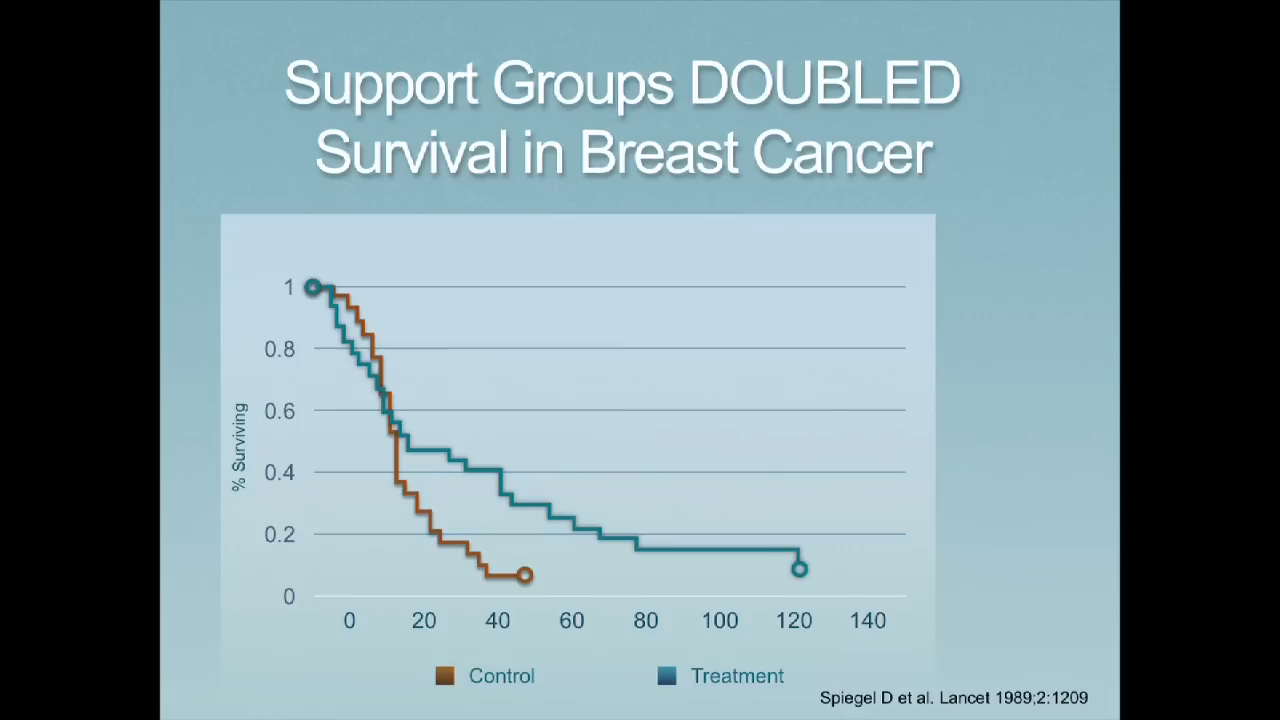 Support Groups DOUBLED
Survival in Breast Cancer
% Surviving
1
0.8
0.6
0.4
0.2
0
0 20 40 60 80 100 120 140
Control Treatment
Spiegel D et al. Lancet 1989;2:1209